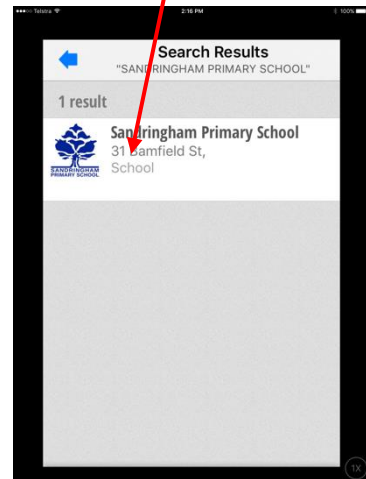 Telstra 2:16 PM 100%
Search Results
"SANDRINGHAM PRIMARY SCHOOL"
1 result
Sandringham Primary School
31 Bamfield St,
School
SANDRINGHAM
PRIMARY SCHOOL
1X